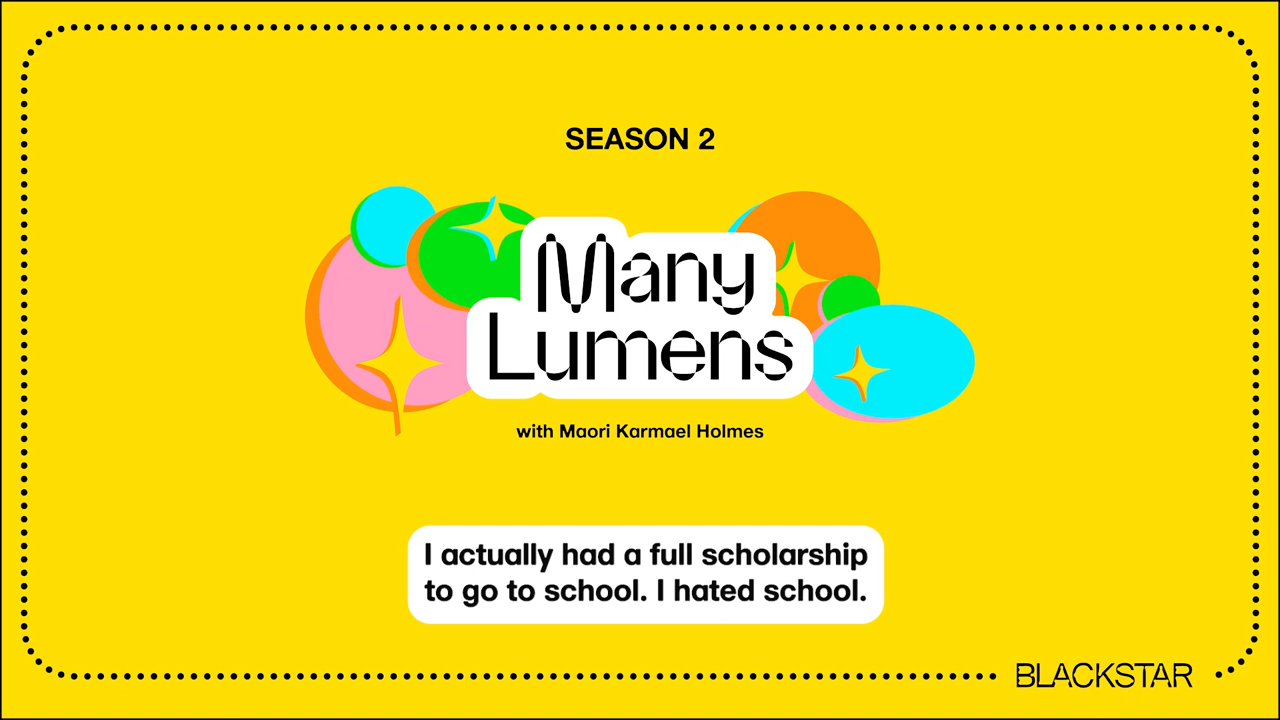 SEASON 2
Many
Lumens
with Maori Karmael Holmes
I actually had a full scholarship
to go to school. I hated school.
BLACKSTAR